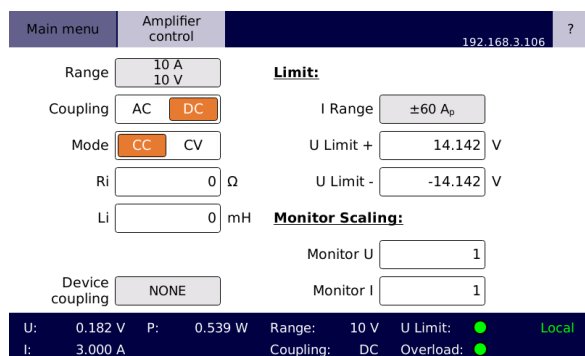 Main menu
Amplifier
control
192.168.3.106
?
Range
10 A
10 V
Limit:
Coupling
AC
DC
I Range
±60 Aₚ
Mode
CC
CV
U Limit +
14.142
V
Ri
0
Ω
U Limit -
-14.142
V
Li
0
mH
Monitor Scaling:
Monitor U
1
Device
coupling
NONE
Monitor I
1
U: 0.182 V P: 0.539 W Range: 10 V U Limit: Local
I: 3.000 A Coupling: DC Overload: